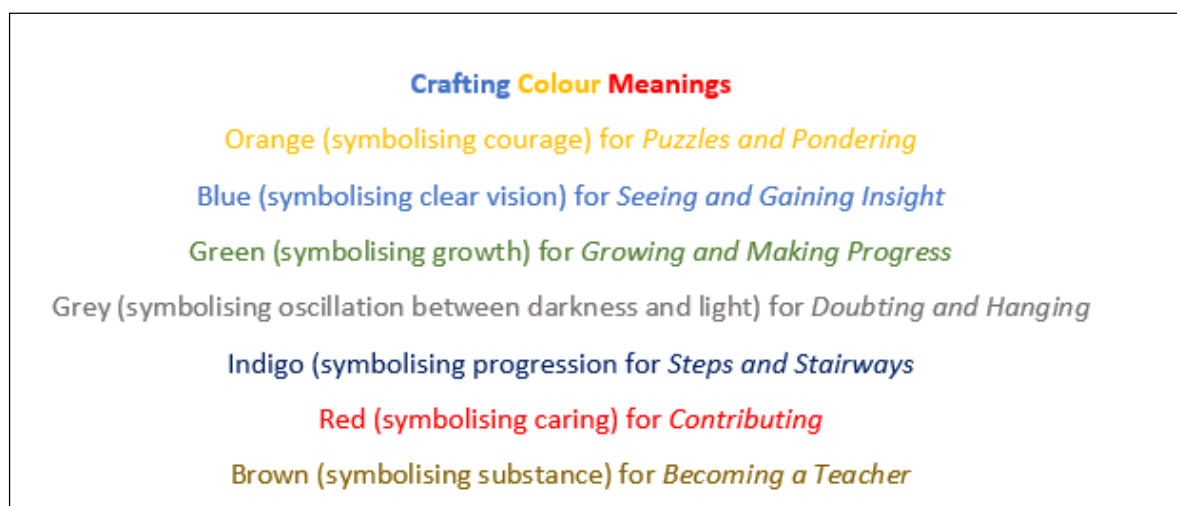 Crafting Colour Meanings
Orange (symbolising courage) for Puzzles and Pondering
Blue (symbolising clear vision) for Seeing and Gaining Insight
Green (symbolising growth) for Growing and Making Progress
Grey (symbolising oscillation between darkness and light) for Doubting and Hanging
Indigo (symbolising progression for Steps and Stairways
Red (symbolising caring) for Contributing
Brown (symbolising substance) for Becoming a Teacher